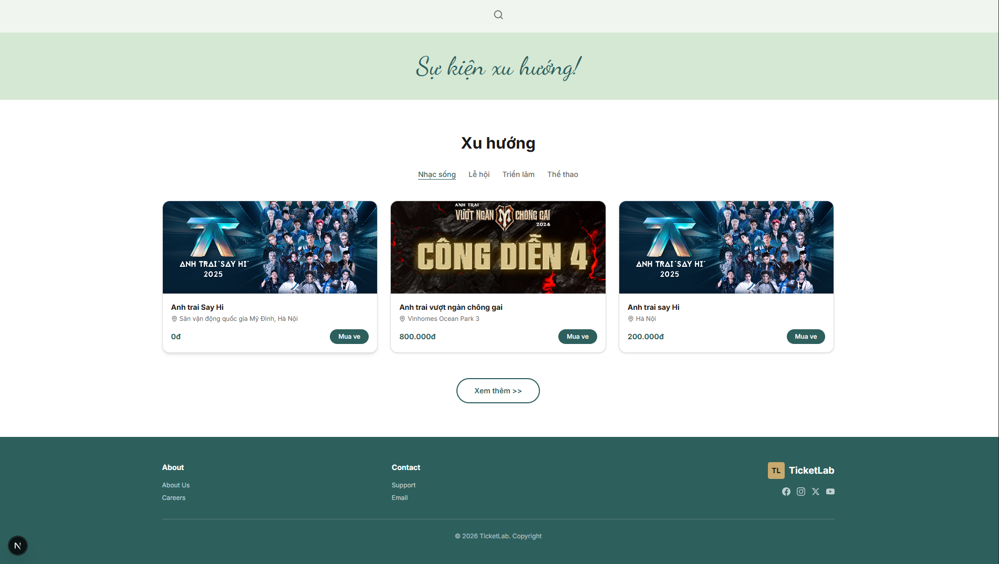 Sự kiện xu hướng!
Xu hướng
Nhạc sống Lễ hội Triển lãm Thể thao
ANH TRAI "SAY HI"
2025
Anh trai Say Hi
Sân vận động quốc gia Mỹ Đình, Hà Nội
0đ Mua ve
ANH TRAI
VƯỢT NGÀN CHÔNG GAI
2024
CÔNG DIỄN 4
Anh trai vượt ngàn chông gai
Vinhomes Ocean Park 3
800.000đ Mua ve
ANH TRAI "SAY HI"
2025
Anh trai say Hi
Hà Nội
200.000đ Mua ve
Xem thêm >>
About
About Us
Careers
Contact
Support
Email
TL TicketLab
© 2026 TicketLab. Copyright
N